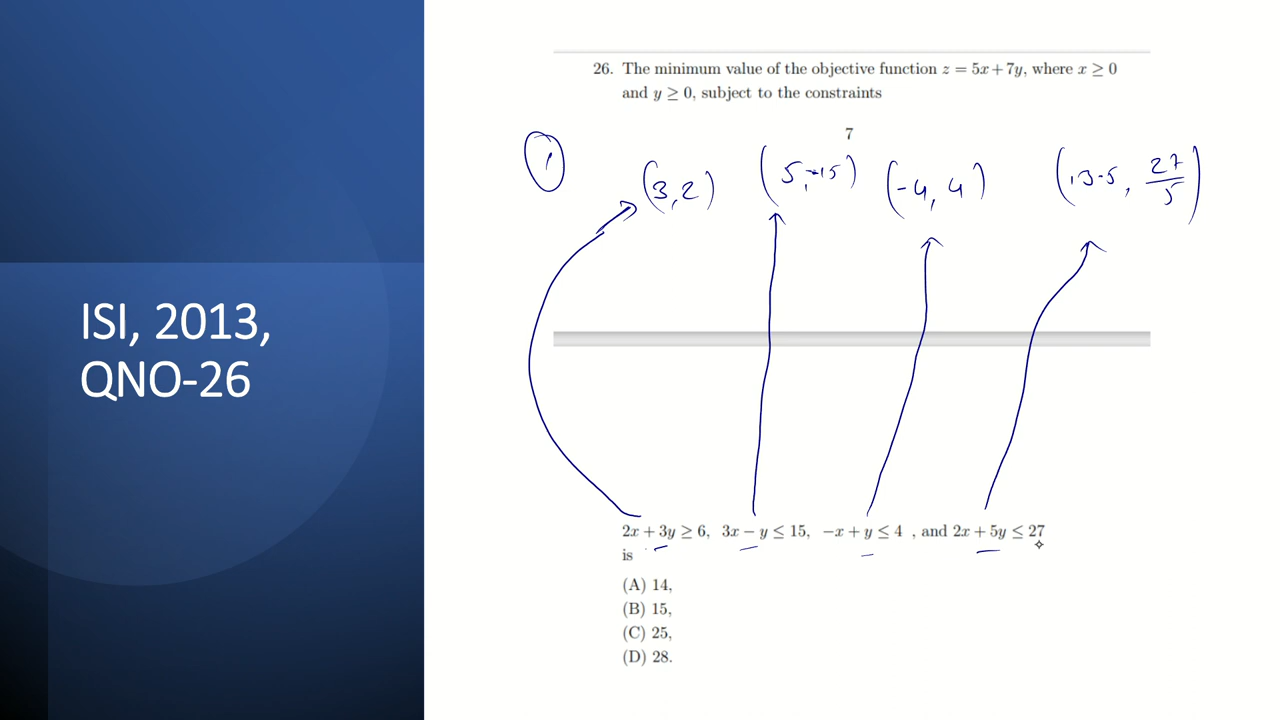 ISI, 2013,
QNO-26
26. The minimum value of the objective function z = 5x + 7y, where x ≥ 0
and y ≥ 0, subject to the constraints
7
1
(3,2) (5,-15) (-4, 4) (13.5, 27/5)
2x + 3y ≥ 6, 3x − y ≤ 15, −x + y ≤ 4 , and 2x + 5y ≤ 27
is
(A) 14,
(B) 15,
(C) 25,
(D) 28.